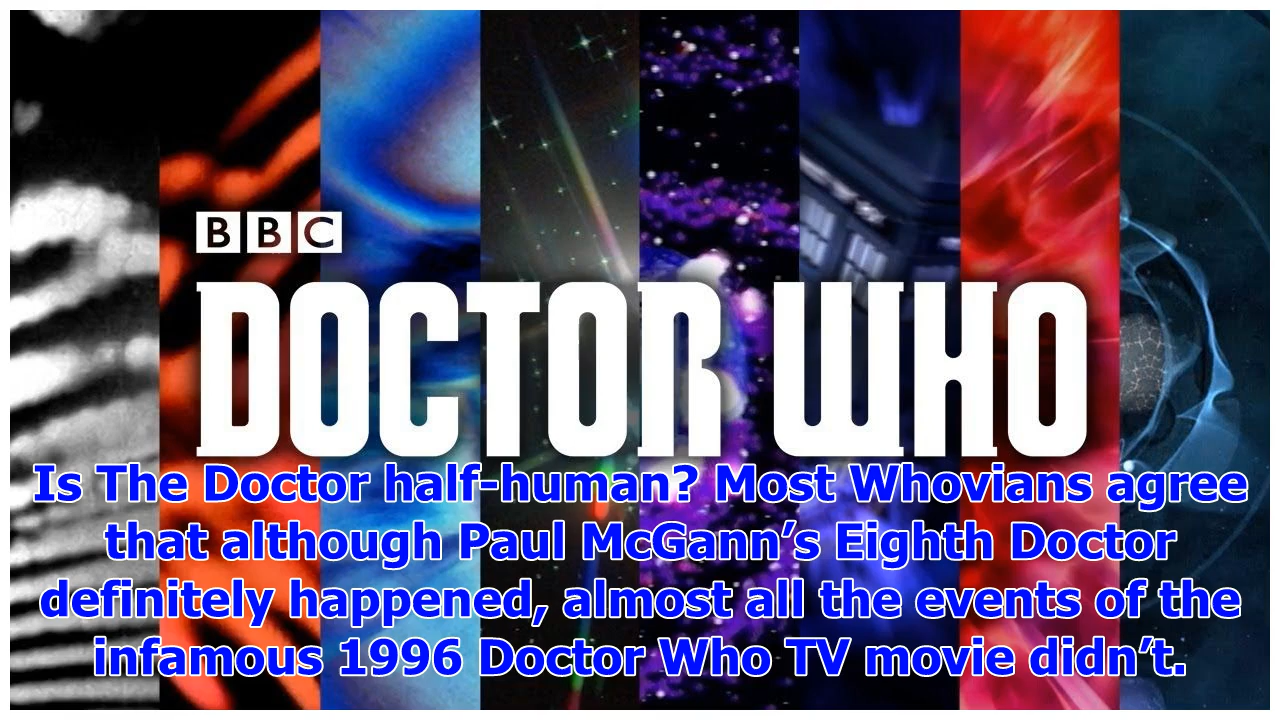 BBC
DOCTOR WHO
Is The Doctor half-human? Most Whovians agree
that although Paul McGann’s Eighth Doctor
definitely happened, almost all the events of the
infamous 1996 Doctor Who TV movie didn’t.